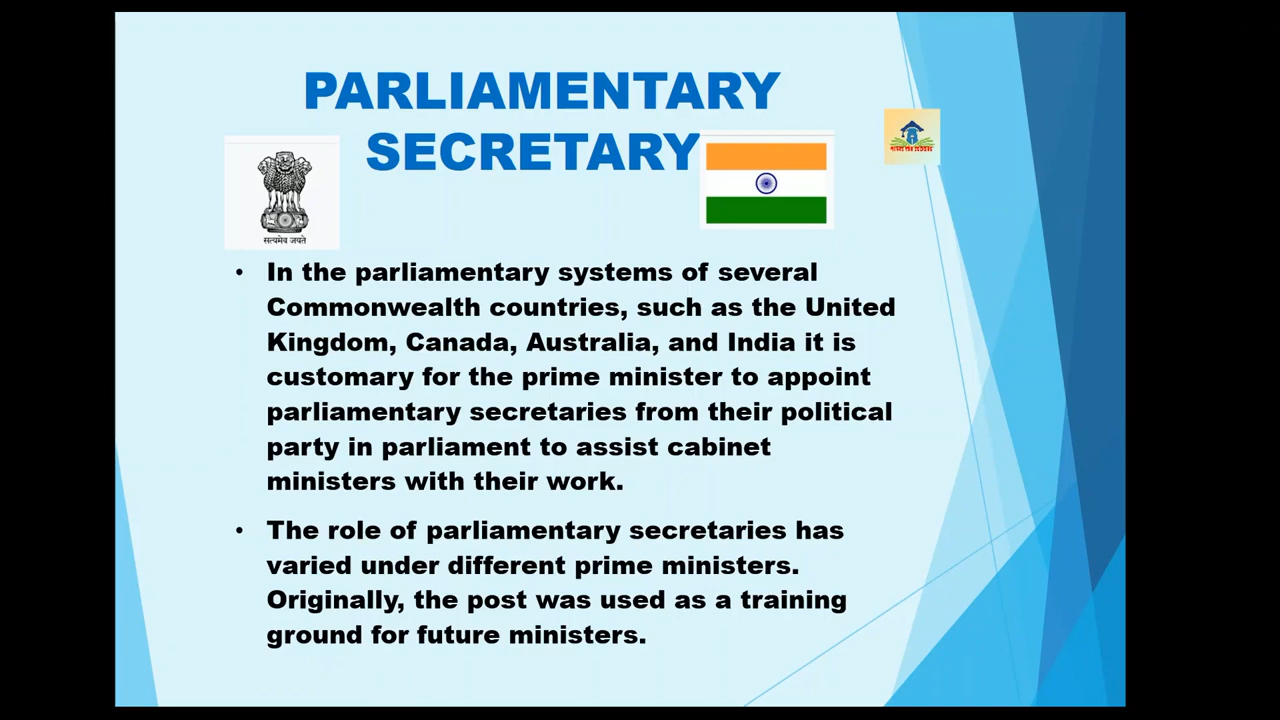 PARLIAMENTARY
SECRETARY
सत्यमेव जयते
• In the parliamentary systems of several
Commonwealth countries, such as the United
Kingdom, Canada, Australia, and India it is
customary for the prime minister to appoint
parliamentary secretaries from their political
party in parliament to assist cabinet
ministers with their work.
• The role of parliamentary secretaries has
varied under different prime ministers.
Originally, the post was used as a training
ground for future ministers.